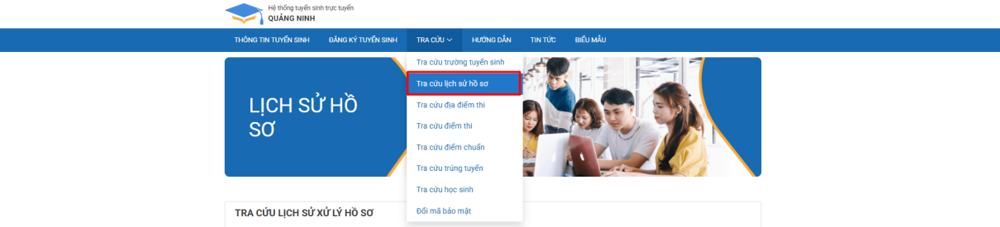 Hệ thống tuyển sinh trực tuyến
QUẢNG NINH
THÔNG TIN TUYỂN SINH ĐĂNG KÝ TUYỂN SINH TRA CỨU HƯỚNG DẪN TIN TỨC BIỂU MẪU
Tra cứu trường tuyển sinh
Tra cứu lịch sử hồ sơ
Tra cứu địa điểm thi
Tra cứu điểm thi
Tra cứu điểm chuẩn
Tra cứu trúng tuyển
Tra cứu học sinh
Đổi mã bảo mật
LỊCH SỬ HỒ
SƠ
TRA CỨU LỊCH SỬ XỬ LÝ HỒ SƠ